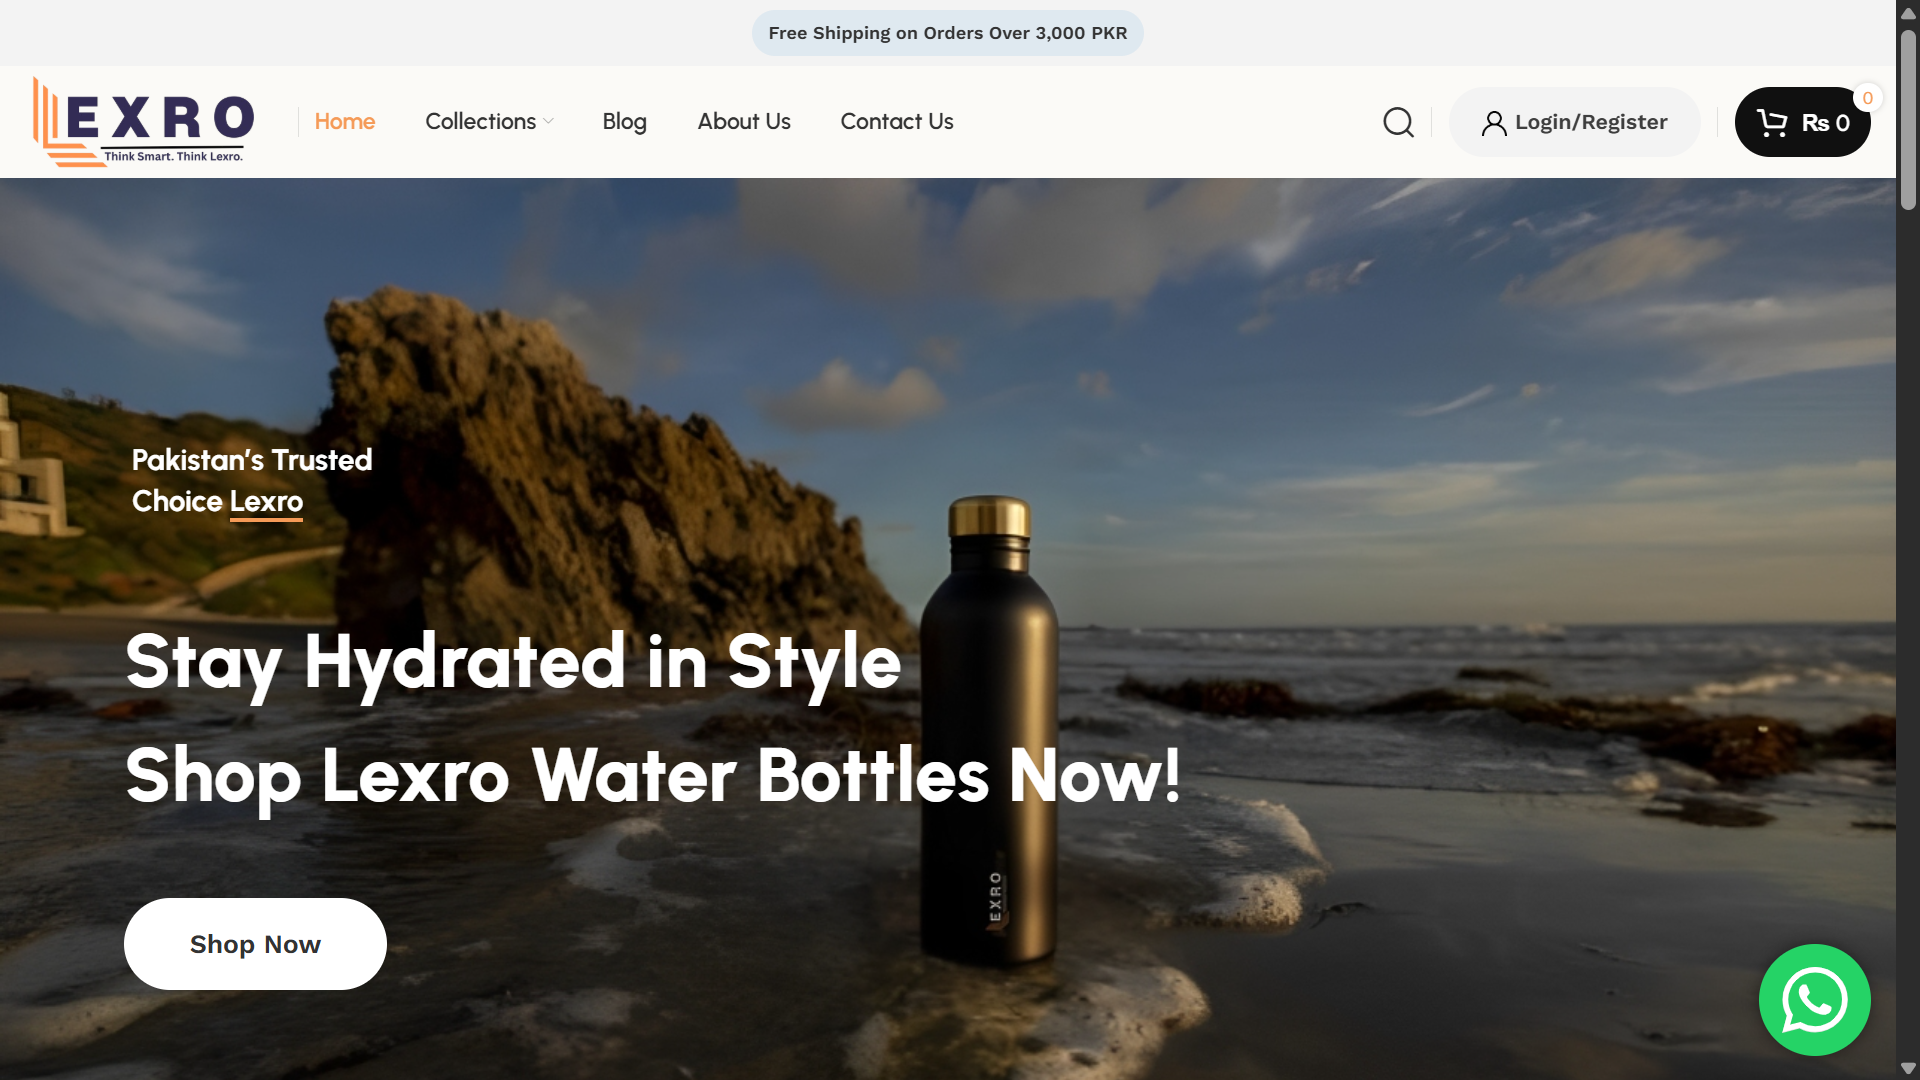 Free Shipping on Orders Over 3,000 PKR
LEXRO
Think Smart. Think Lexro.
Home
Collections
Blog
About Us
Contact Us
Login/Register
₨ 0
0
Pakistan’s Trusted
Choice Lexro
Stay Hydrated in Style
Shop Lexro Water Bottles Now!
LEXRO
Shop Now